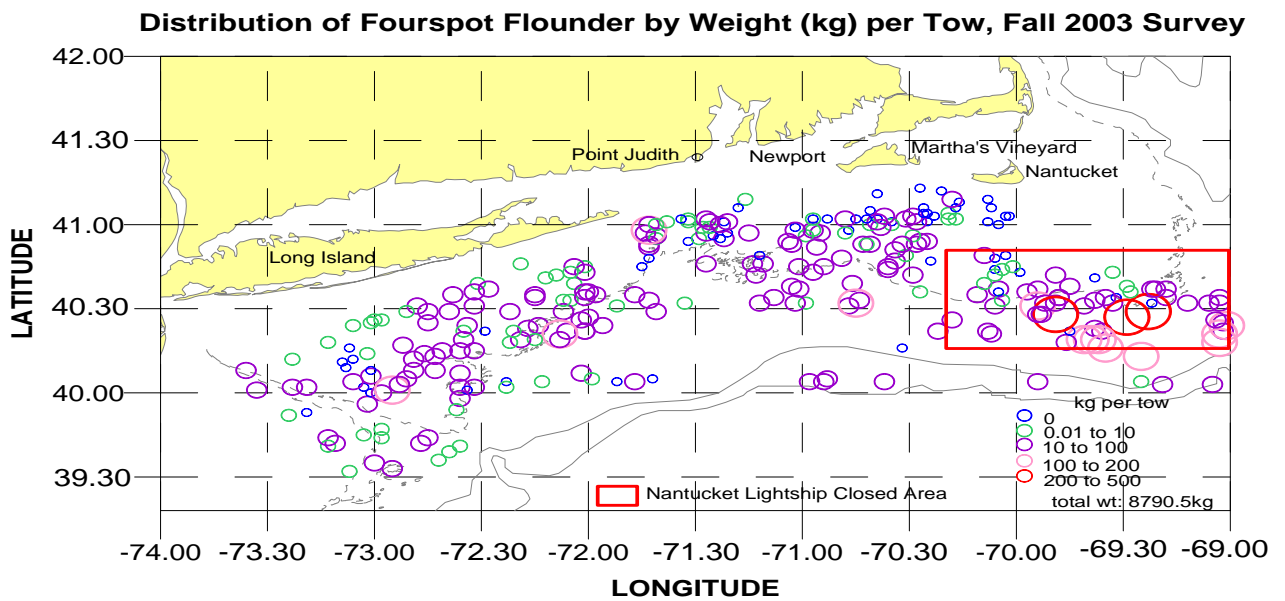 Distribution of Fourspot Flounder by Weight (kg) per Tow, Fall 2003 Survey
42.00
41.30
41.00
40.30
40.00
39.30
LATITUDE
Point Judith
Newport
Martha's Vineyard
Nantucket
Long Island
kg per tow
0
0.01 to 10
10 to 100
100 to 200
200 to 500
total wt: 8790.5kg
Nantucket Lightship Closed Area
-74.00 -73.30 -73.00 -72.30 -72.00 -71.30 -71.00 -70.30 -70.00 -69.30 -69.00
LONGITUDE